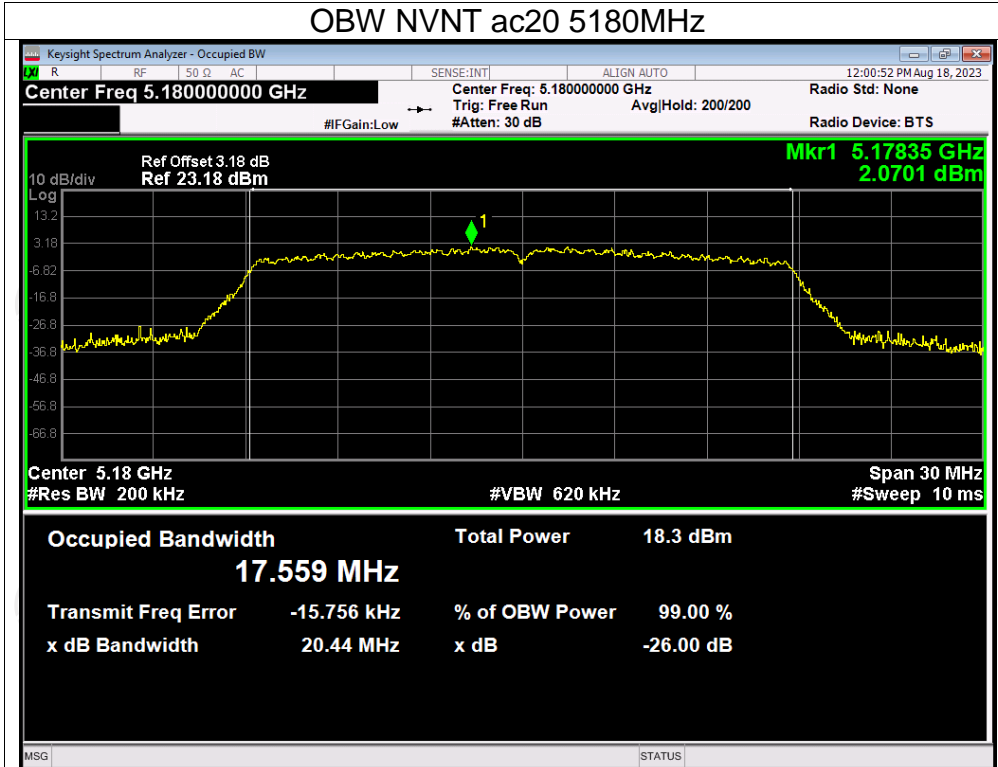 OBW NVNT ac20 5180MHz
Keysight Spectrum Analyzer - Occupied BW
LXI R RF 50 Ω AC SENSE:INT ALIGN AUTO 12:00:52 PM Aug 18, 2023
Center Freq 5.180000000 GHz
Center Freq: 5.180000000 GHz Radio Std: None
Trig: Free Run Avg|Hold: 200/200
#IFGain:Low #Atten: 30 dB Radio Device: BTS
Mkr1 5.17835 GHz
2.0701 dBm
Ref Offset 3.18 dB
10 dB/div Ref 23.18 dBm
Log
13.2
1
3.18
-6.82
-16.8
-26.8
-36.8
-46.8
-56.8
-66.8
Center 5.18 GHz Span 30 MHz
#Res BW 200 kHz #VBW 620 kHz #Sweep 10 ms
Occupied Bandwidth Total Power 18.3 dBm
17.559 MHz
Transmit Freq Error -15.756 kHz % of OBW Power 99.00 %
x dB Bandwidth 20.44 MHz x dB -26.00 dB
MSG STATUS